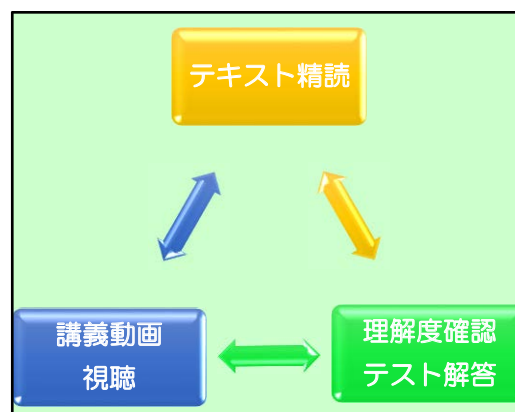 テキスト精読
講義動画
視聴
理解度確認
テスト解答